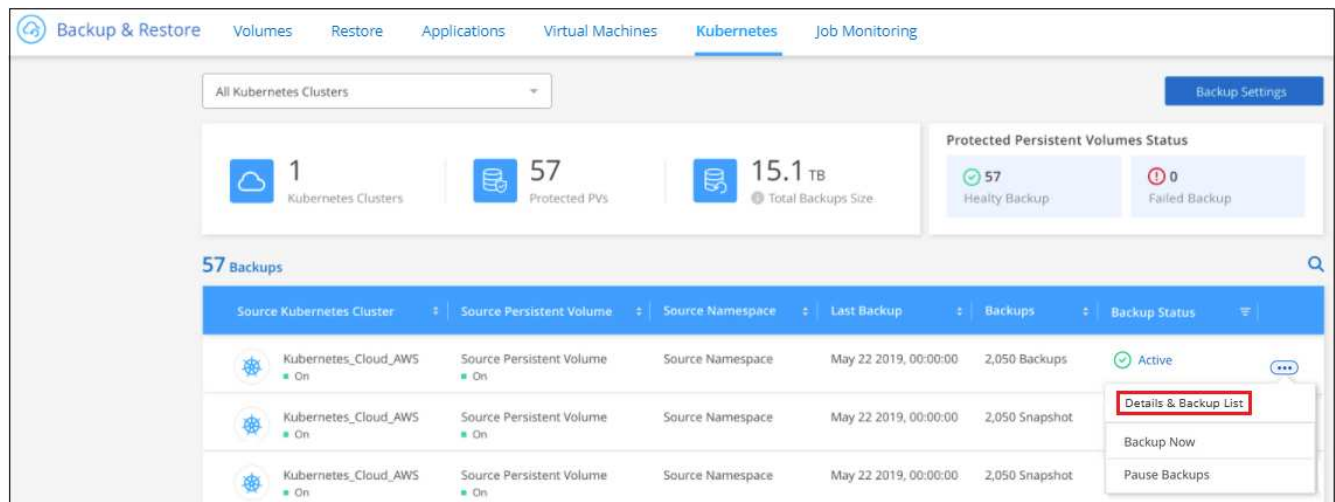 Backup & Restore Volumes Restore Applications Virtual Machines Kubernetes Job Monitoring
All Kubernetes Clusters Backup Settings
1 Kubernetes Clusters
57 Protected PVs
15.1 TB Total Backups Size
Protected Persistent Volumes Status
57 Healty Backup
0 Failed Backup
57 Backups
Source Kubernetes Cluster Source Persistent Volume Source Namespace Last Backup Backups Backup Status
Kubernetes_Cloud_AWS Source Persistent Volume Source Namespace May 22 2019, 00:00:00 2,050 Backups Active
On On
Details & Backup List
Kubernetes_Cloud_AWS Source Persistent Volume Source Namespace May 22 2019, 00:00:00 2,050 Snapshot
On On
Backup Now
Kubernetes_Cloud_AWS Source Persistent Volume Source Namespace May 22 2019, 00:00:00 2,050 Snapshot
Pause Backups
On On